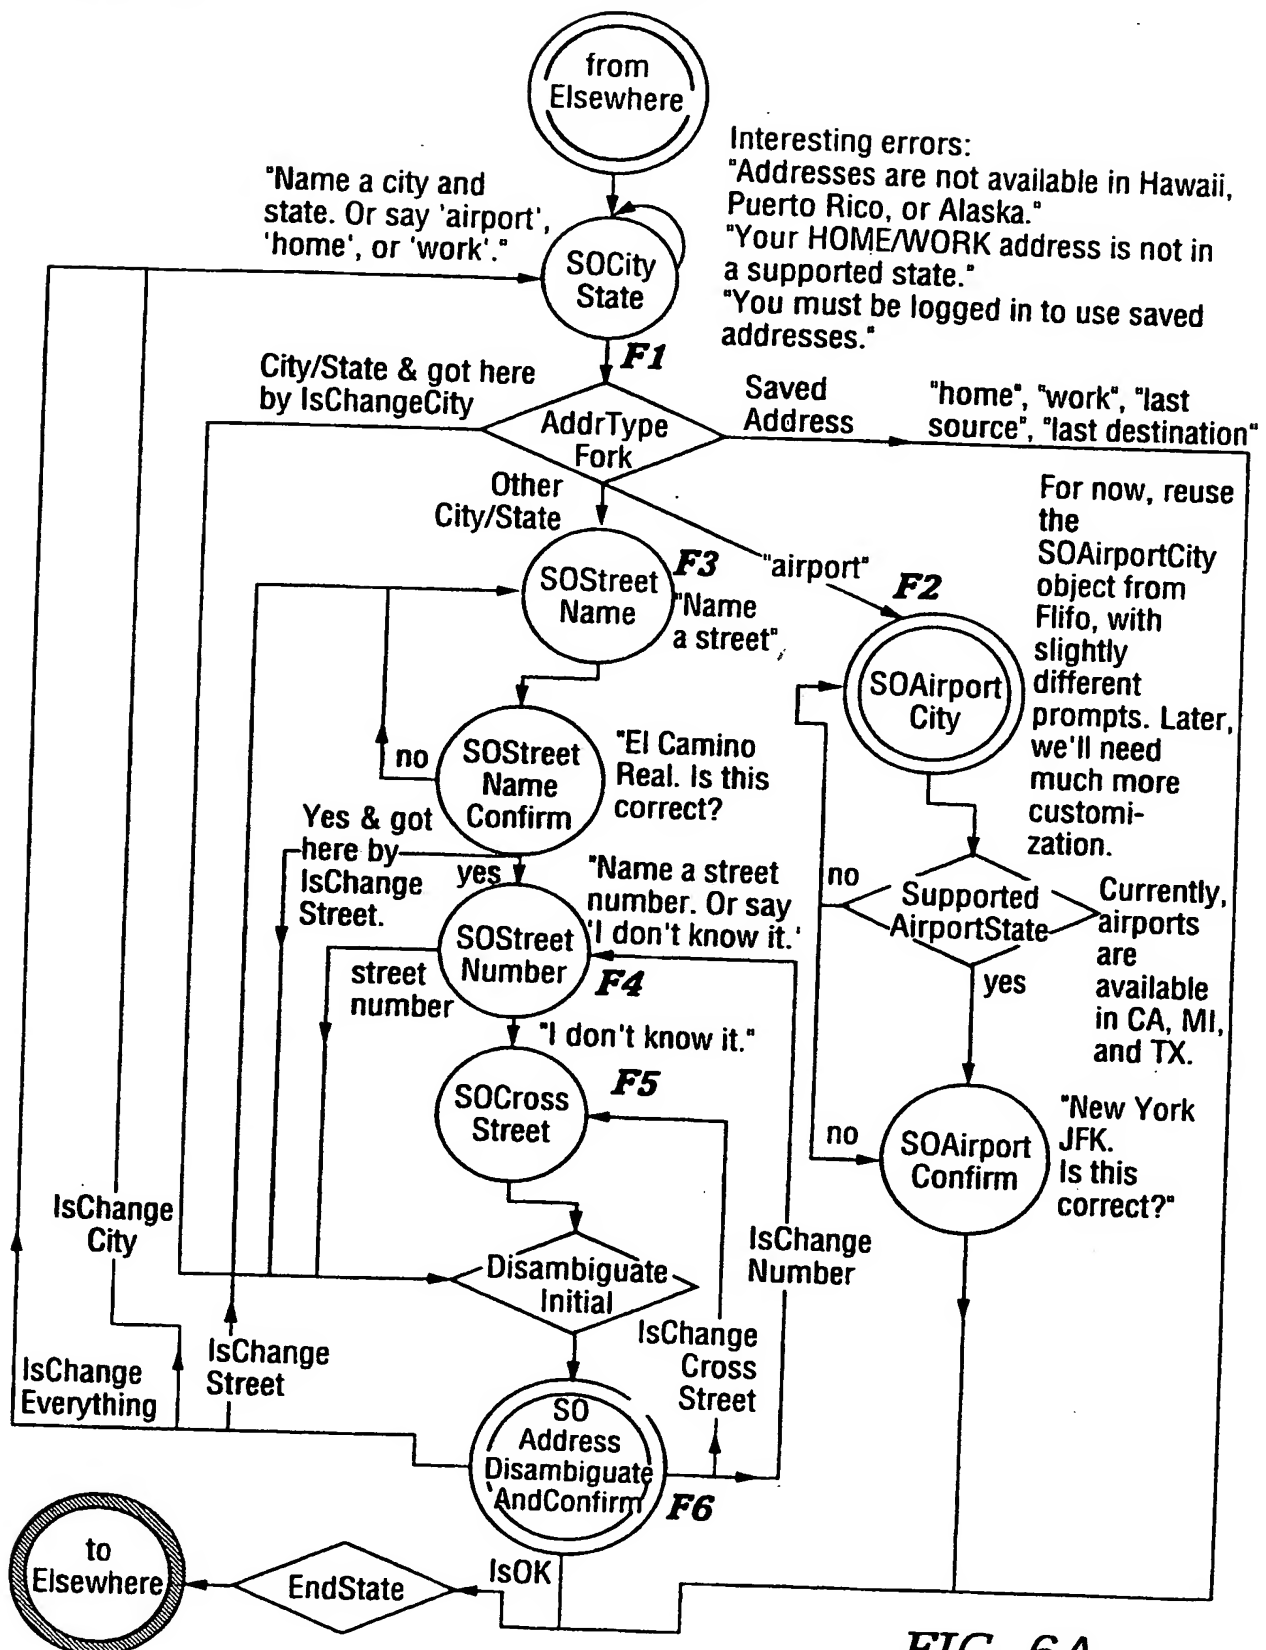 from
Elsewhere
Interesting errors:
"Addresses are not available in Hawaii,
Puerto Rico, or Alaska."
"Your HOME/WORK address is not in
a supported state."
"You must be logged in to use saved
addresses."
"Name a city and
state. Or say 'airport',
'home', or 'work'."
SOCity
State
F1
City/State & got here
by IsChangeCity
AddrType
Fork
Saved
Address
"home", "work", "last
source", "last destination"
Other
City/State
"airport"
SOStreet
Name
F3
"Name
a street"
F2
SOAirport
City
For now, reuse
the
SOAirportCity
object from
Flifo, with
slightly
different
prompts. Later,
we'll need
much more
customi-
zation.
no
SOStreet
Name
Confirm
"El Camino
Real. Is this
correct?
Yes & got
here by
IsChange
Street.
yes
"Name a street
number. Or say
'I don't know it.'
SOStreet
Number
F4
street
number
"I don't know it."
no
Supported
AirportState
Currently,
airports
are
available
in CA, MI,
and TX.
yes
SOCross
Street
F5
no
SOAirport
Confirm
"New York
JFK.
Is this
correct?"
IsChange
City
IsChange
Number
Disambiguate
Initial
IsChange
Cross
Street
IsChange
Street
IsChange
Everything
SO
Address
Disambiguate
AndConfirm
F6
IsOK
EndState
to
Elsewhere
FIG. 6A